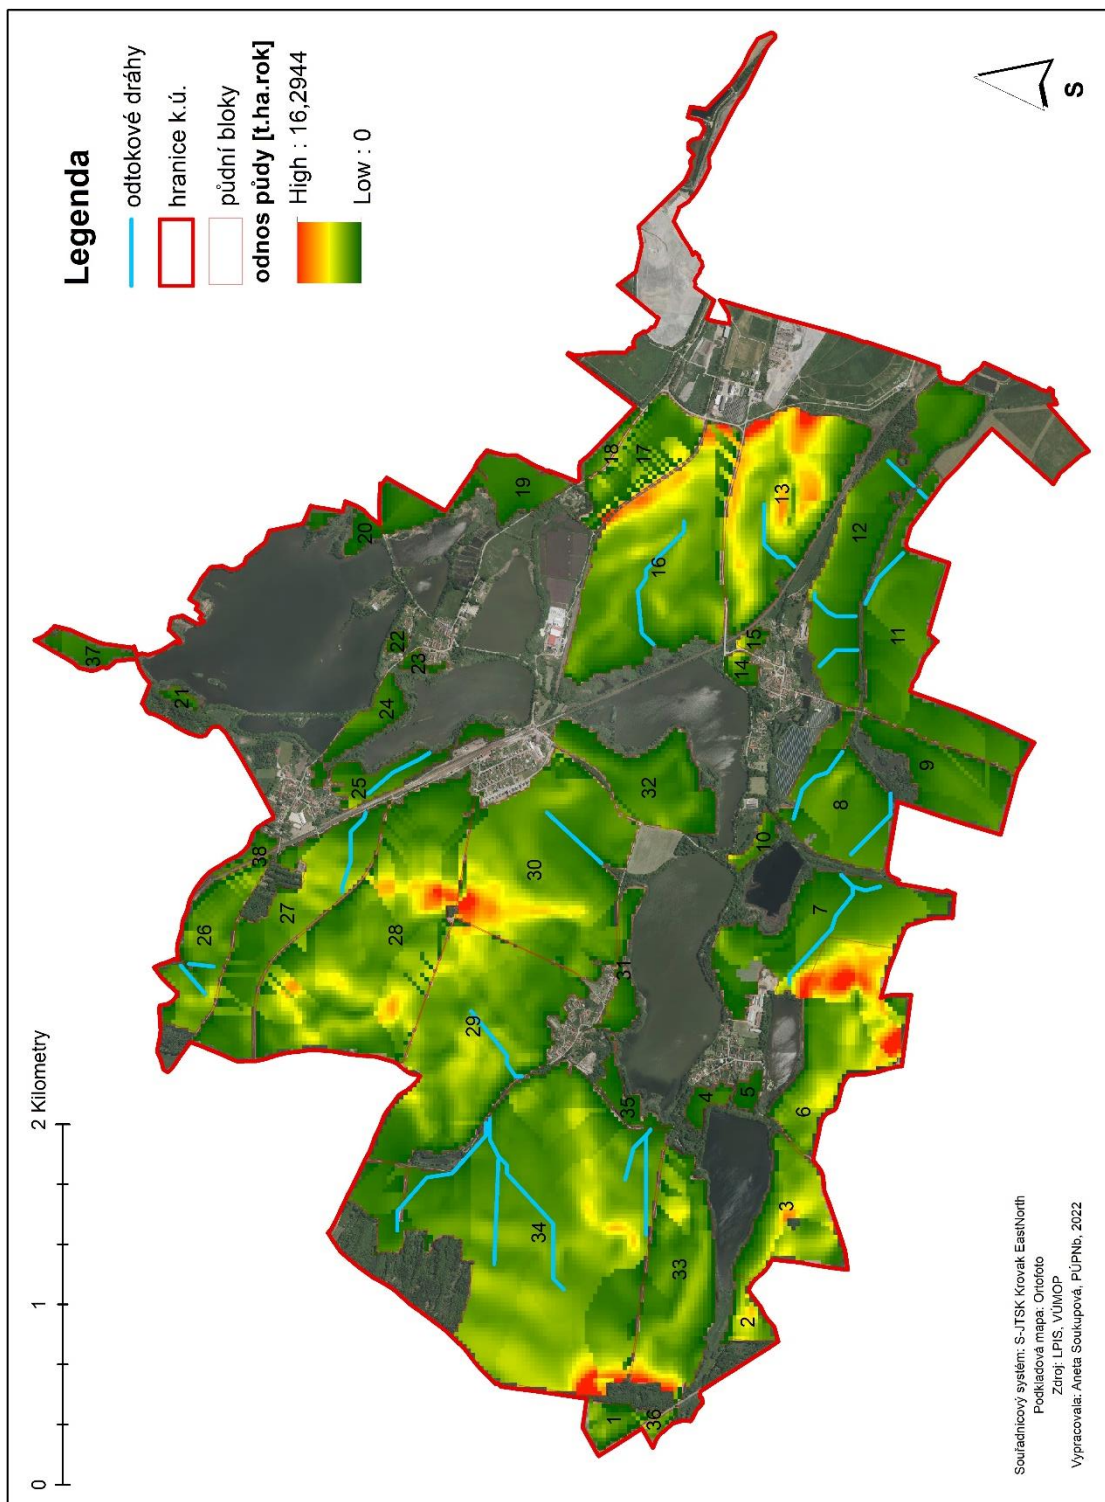 0 1 2 Kilometry
Legenda
odtokové dráhy
hranice k.ú.
půdní bloky
odnos půdy [t.ha.rok]
High : 16,2944
Low : 0
37
21
26
38
27
25
20
24
28
22
23
29
19
30
34
18
1
31
35
17
32
36
16
33
4
14
5
2
15
10
13
3
6
7
8
12
11
9
Souřadnicový systém: S-JTSK Krovak EastNorth
Podkladová mapa: Ortofoto
Zdroj: LPIS, VÚMOP
Vypracovala: Aneta Soukupová, PÚPNb, 2022
S